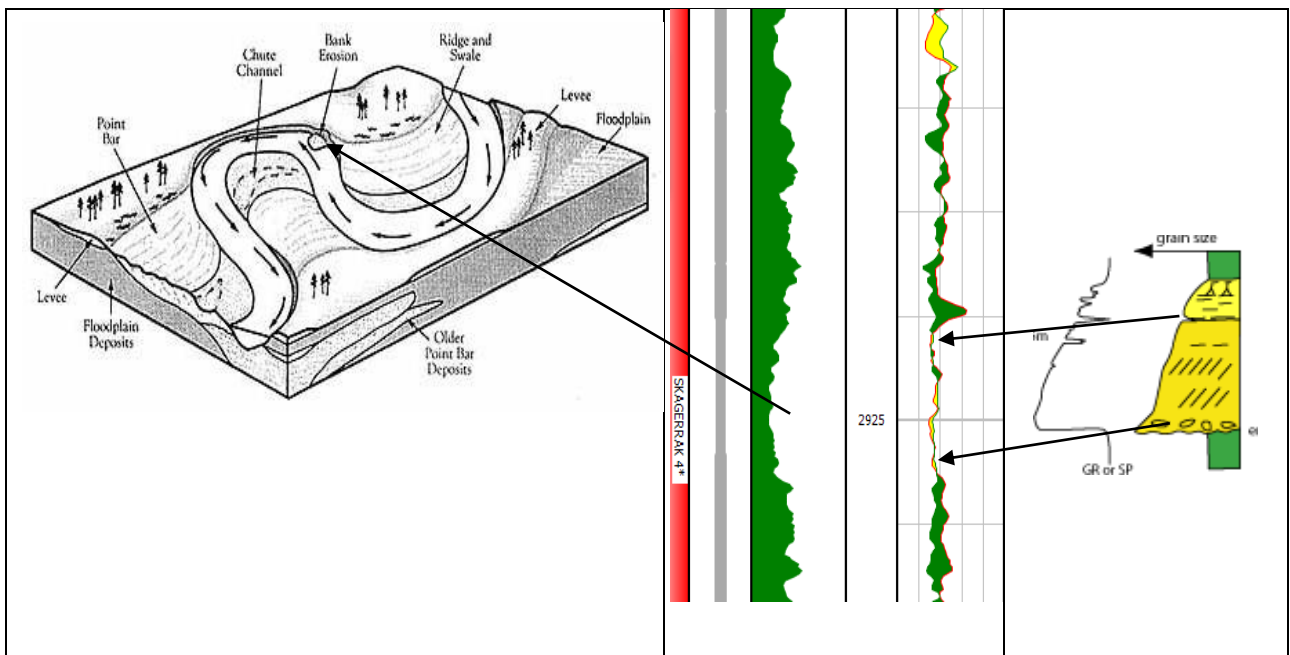 Bank
Erosion
Ridge and
Swale
Chute
Channel
Levee
Floodplain
Point
Bar
Levee
Floodplain
Deposits
Older
Point Bar
Deposits
SKAGERRAK 4*
2925
grain size
GR or SP